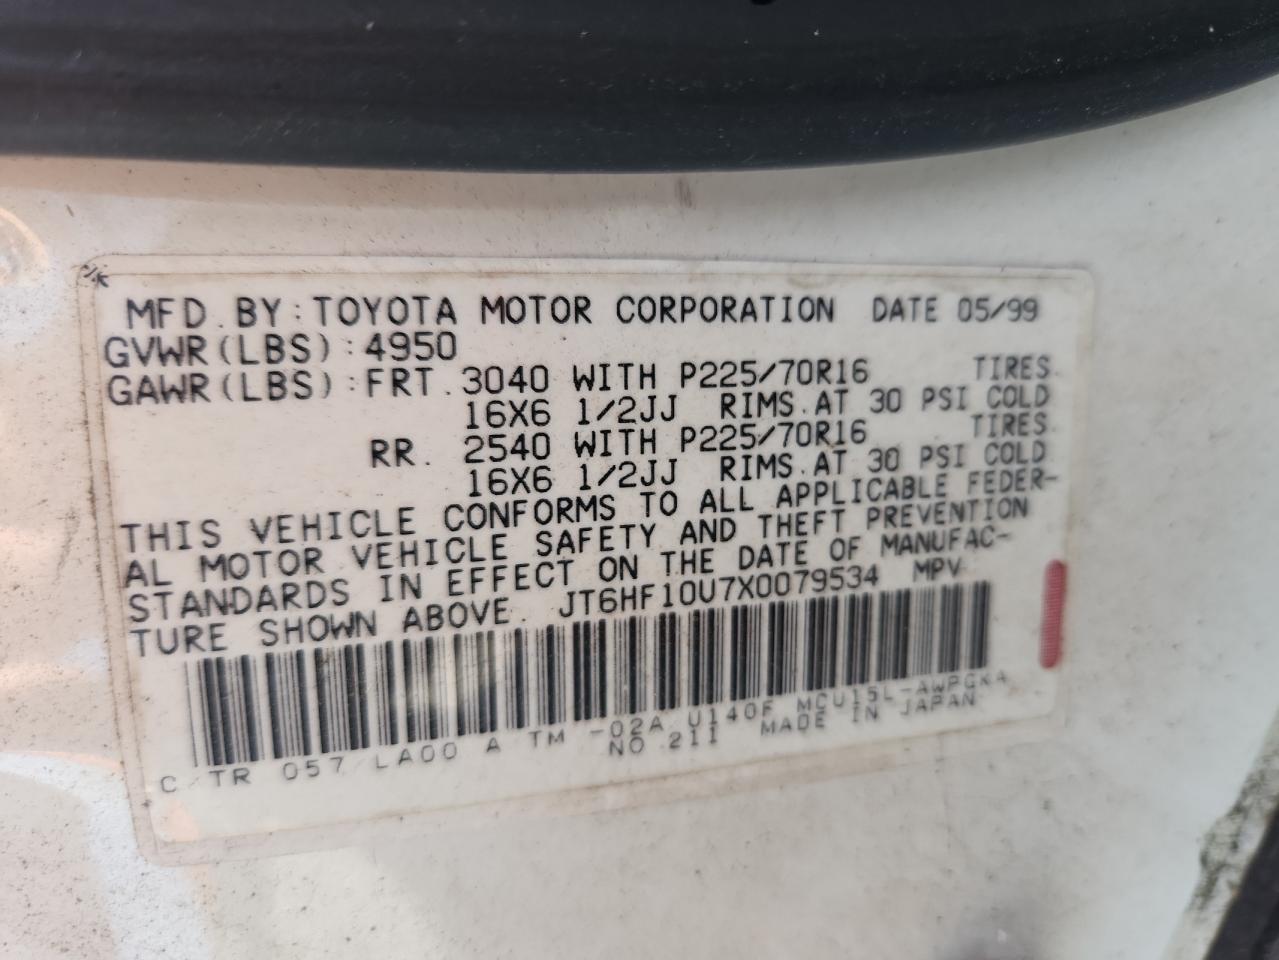 MFD. BY: TOYOTA MOTOR CORPORATION DATE 05/99
GVWR(LBS): 4950
GAWR(LBS): FRT. 3040 WITH P225/70R16 TIRES.
16X6 1/2JJ RIMS. AT 30 PSI COLD
RR. 2540 WITH P225/70R16 TIRES.
16X6 1/2JJ RIMS. AT 30 PSI COLD
THIS VEHICLE CONFORMS TO ALL APPLICABLE FEDER-
AL MOTOR VEHICLE SAFETY AND THEFT PREVENTION
STANDARDS IN EFFECT ON THE DATE OF MANUFAC-
TURE SHOWN ABOVE. JT6HF10U7X0079534 MPV
C/TR 057/LA00 A TM -02A/U140F MCU15L-AWPGKA
NO.211 MADE IN JAPAN